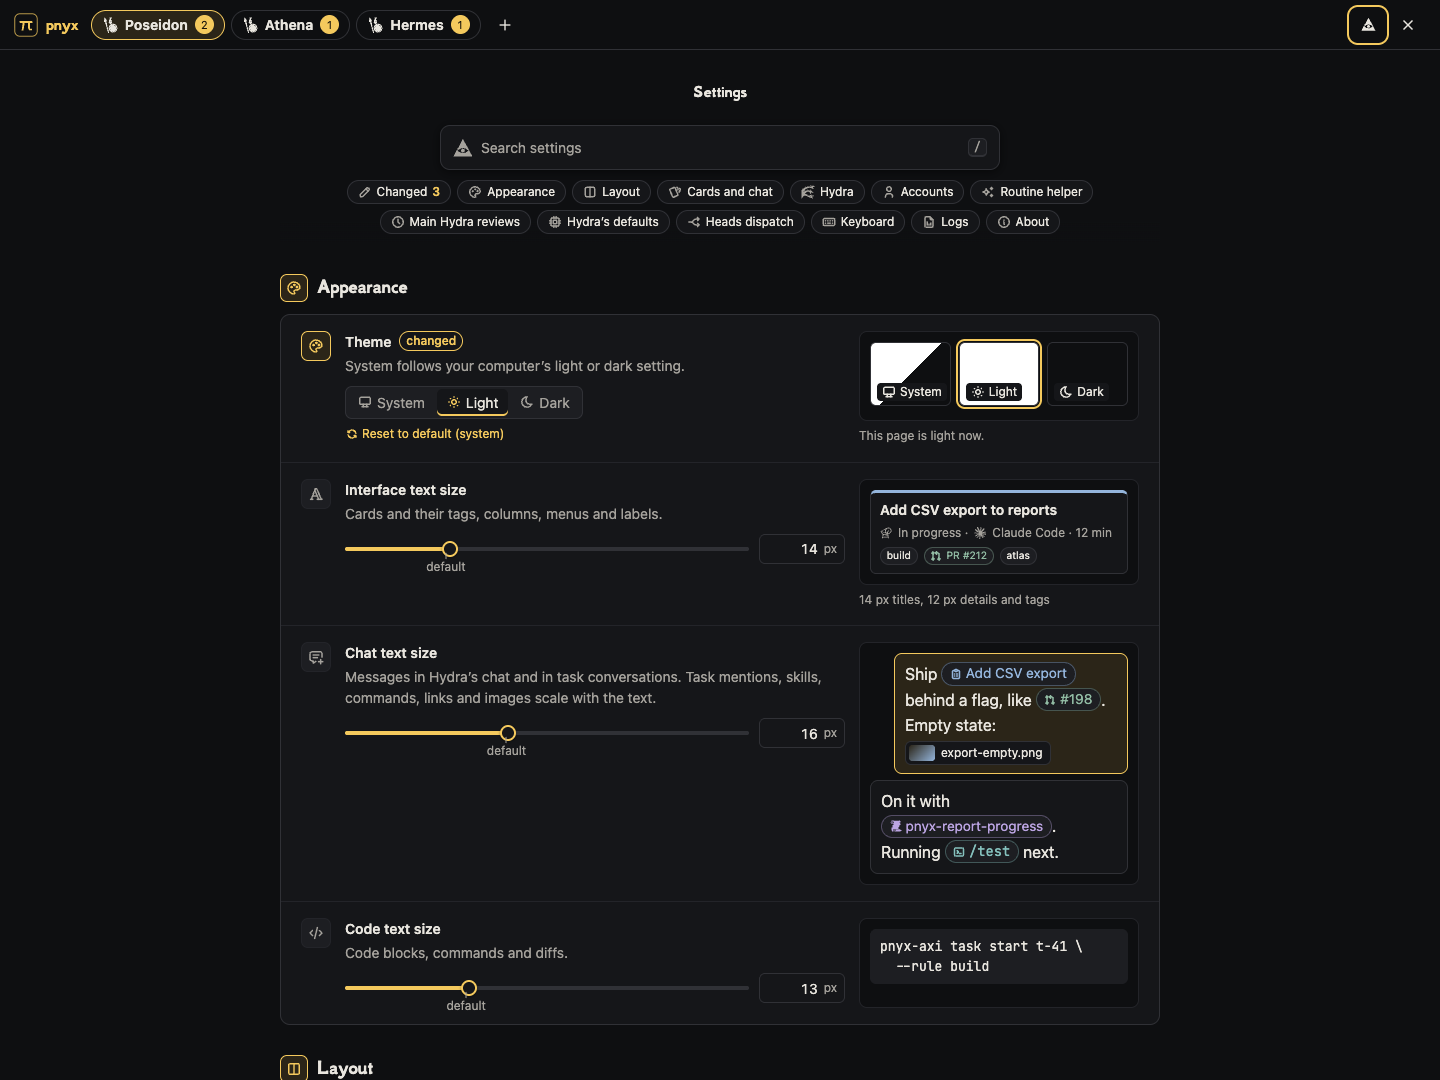 pnyx Poseidon 2 Athena 1 Hermes 1 +
Settings
Search settings /
Changed 3 Appearance Layout Cards and chat Hydra Accounts Routine helper
Main Hydra reviews Hydra’s defaults Heads dispatch Keyboard Logs About
Appearance
Theme changed
System follows your computer’s light or dark setting.
System Light Dark
Reset to default (system)
System Light Dark
This page is light now.
Interface text size
Cards and their tags, columns, menus and labels.
14 px
default
Add CSV export to reports
In progress · Claude Code · 12 min
build PR #212 atlas
14 px titles, 12 px details and tags
Chat text size
Messages in Hydra’s chat and in task conversations. Task mentions, skills,
commands, links and images scale with the text.
16 px
default
Ship Add CSV export
behind a flag, like #198.
Empty state:
export-empty.png
On it with
pnyx-report-progress.
Running /test next.
Code text size
Code blocks, commands and diffs.
13 px
default
pnyx-axi task start t-41 \
--rule build
Layout